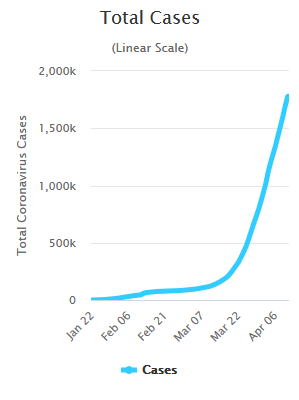 Total Cases
(Linear Scale)
Total Coronavirus Cases
2,000k
1,500k
1,000k
500k
0
Jan 22
Feb 06
Feb 21
Mar 07
Mar 22
Apr 06
Cases